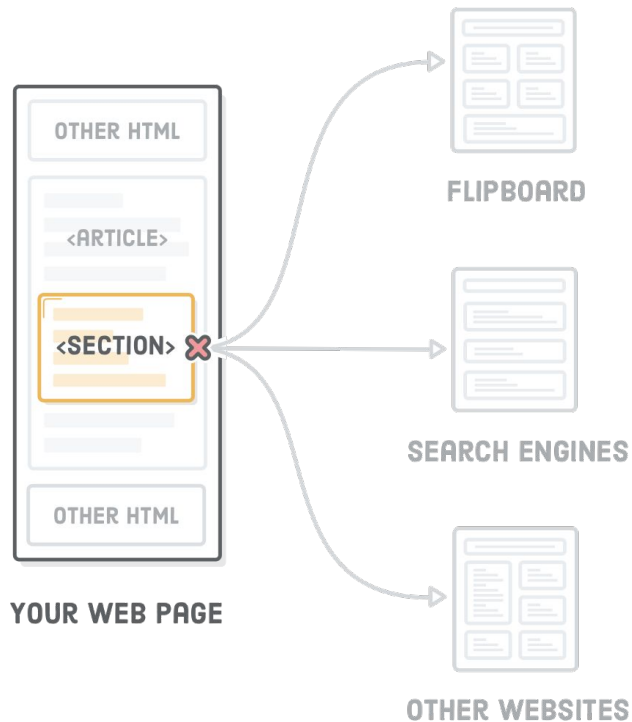 OTHER HTML
<ARTICLE>
<SECTION>
OTHER HTML
YOUR WEB PAGE
FLIPBOARD
SEARCH ENGINES
OTHER WEBSITES